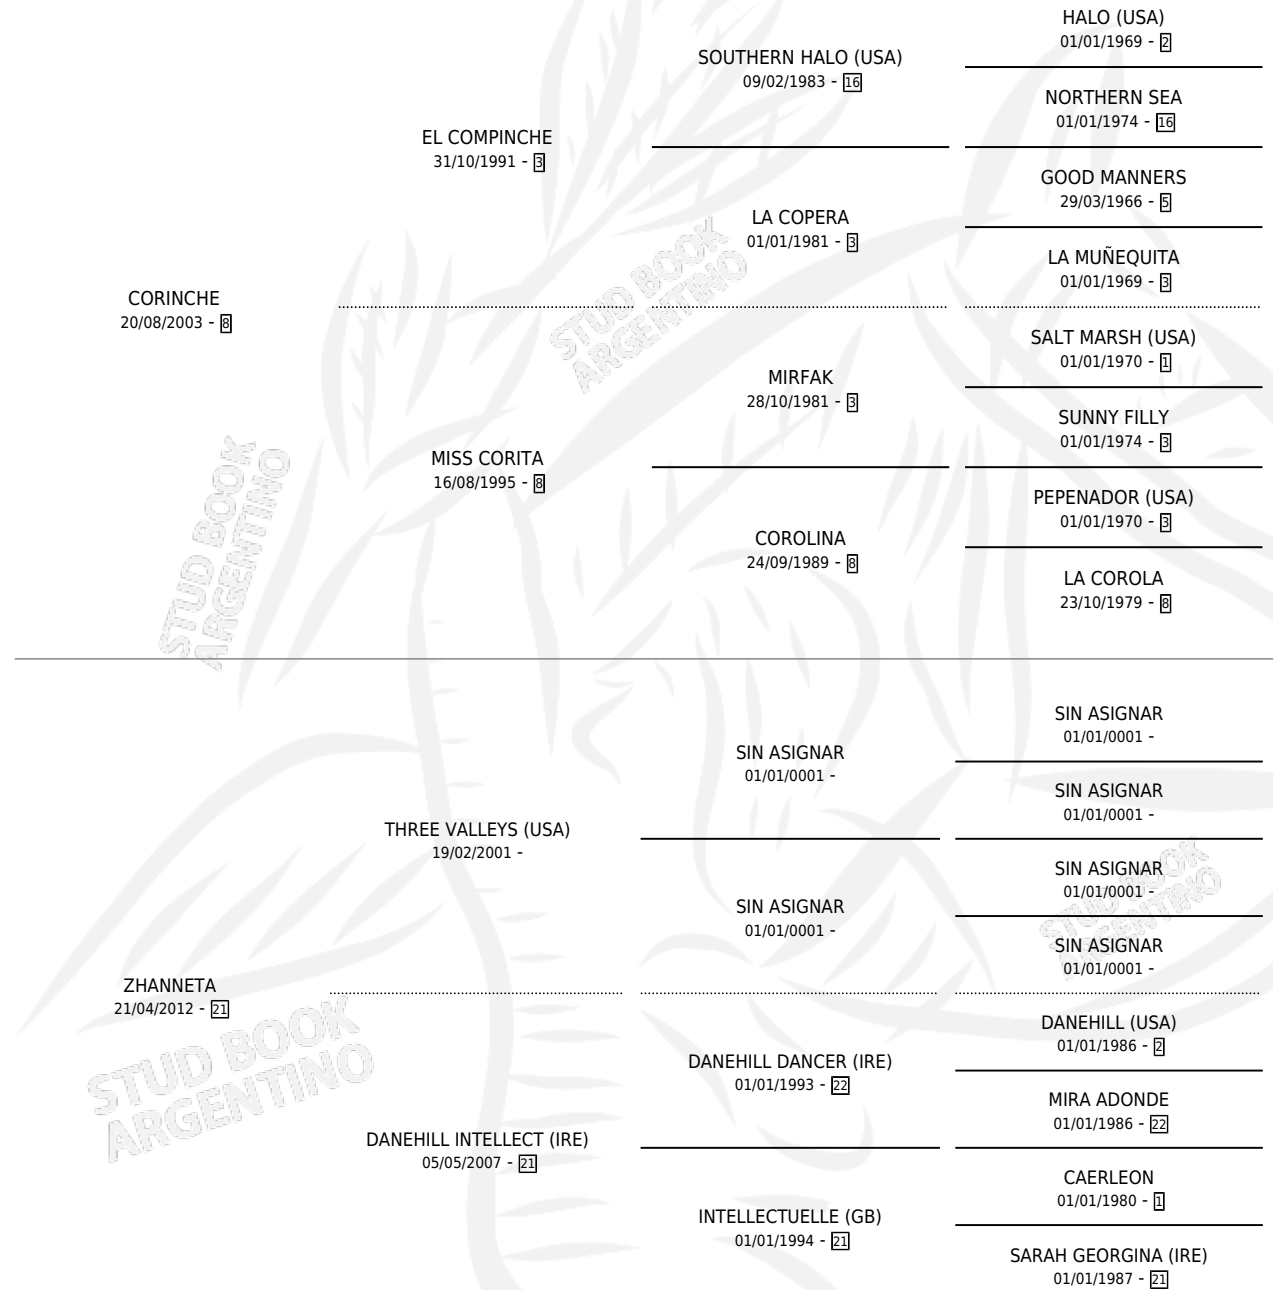 HALO (USA)
01/01/1969 - 2
SOUTHERN HALO (USA)
09/02/1983 - 16
NORTHERN SEA
01/01/1974 - 16
EL COMPINCHE
31/10/1991 - 3
GOOD MANNERS
29/03/1966 - 5
LA COPERA
01/01/1981 - 3
LA MUÑEQUITA
01/01/1969 - 3
CORINCHE
20/08/2003 - 8
SALT MARSH (USA)
01/01/1970 - 1
MIRFAK
28/10/1981 - 3
SUNNY FILLY
01/01/1974 - 3
MISS CORITA
16/08/1995 - 8
PEPENADOR (USA)
01/01/1970 - 3
COROLINA
24/09/1989 - 8
LA COROLA
23/10/1979 - 8
STUD BOOK
ARGENTINO
STUD BOOK
ARGENTINO
SIN ASIGNAR
01/01/0001 -
SIN ASIGNAR
01/01/0001 -
SIN ASIGNAR
01/01/0001 -
THREE VALLEYS (USA)
19/02/2001 -
SIN ASIGNAR
01/01/0001 -
SIN ASIGNAR
01/01/0001 -
SIN ASIGNAR
01/01/0001 -
STUD BOOK
ARGENTINO
ZHANNETA
21/04/2012 - 21
DANEHILL (USA)
01/01/1986 - 2
DANEHILL DANCER (IRE)
01/01/1993 - 22
MIRA ADONDE
01/01/1986 - 22
DANEHILL INTELLECT (IRE)
05/05/2007 - 21
CAERLEON
01/01/1980 - 1
INTELLECTUELLE (GB)
01/01/1994 - 21
SARAH GEORGINA (IRE)
01/01/1987 - 21
STUD BOOK
ARGENTINO